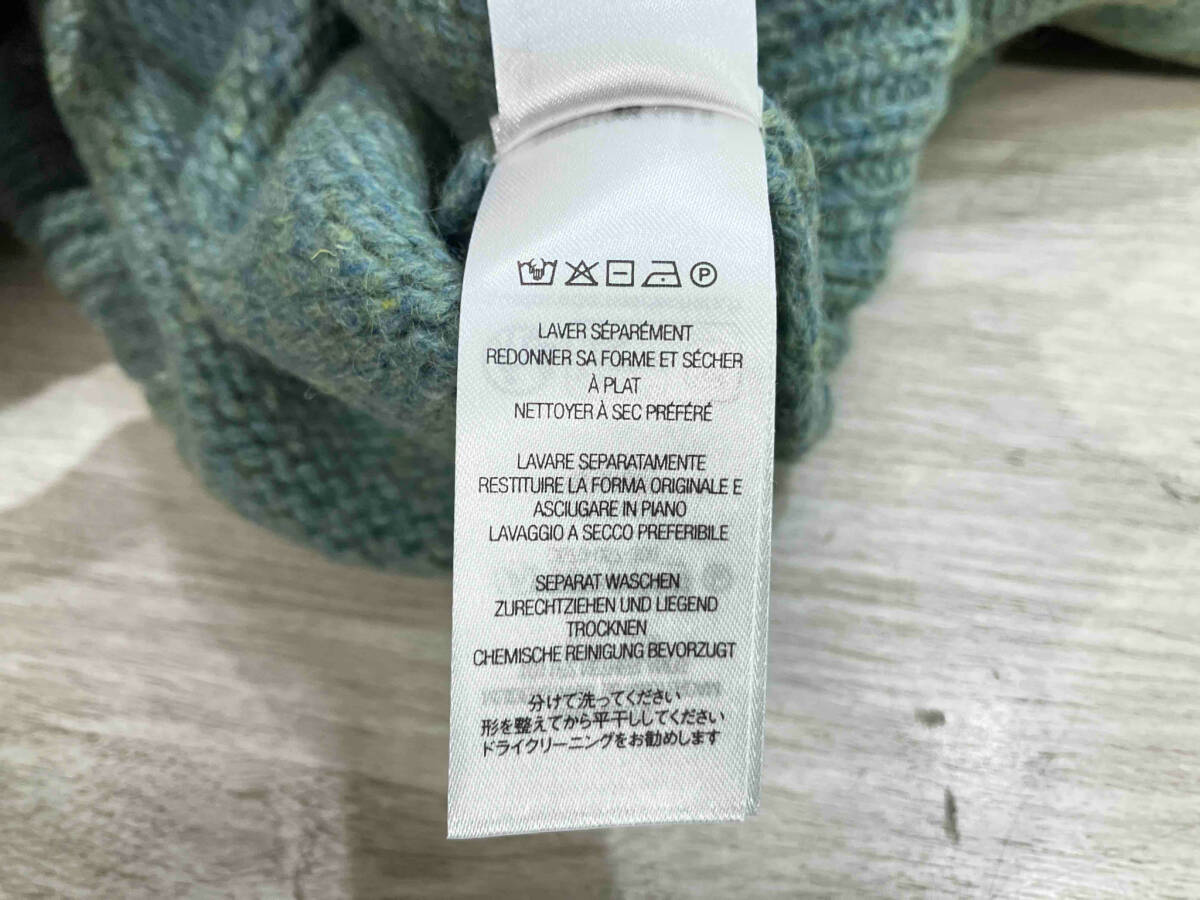 P
LAVER SÉPARÉMENT
REDONNER SA FORME ET SÉCHER
À PLAT
NETTOYER À SEC PRÉFÉRÉ
LAVARE SEPARATAMENTE
RESTITUIRE LA FORMA ORIGINALE E
ASCIUGARE IN PIANO
LAVAGGIO A SECCO PREFERIBILE
SEPARAT WASCHEN
ZURECHTZIEHEN UND LIEGEND
TROCKNEN
CHEMISCHE REINIGUNG BEVORZUGT
分けて洗ってください
形を整えてから平干ししてください
ドライクリーニングをお勧めします